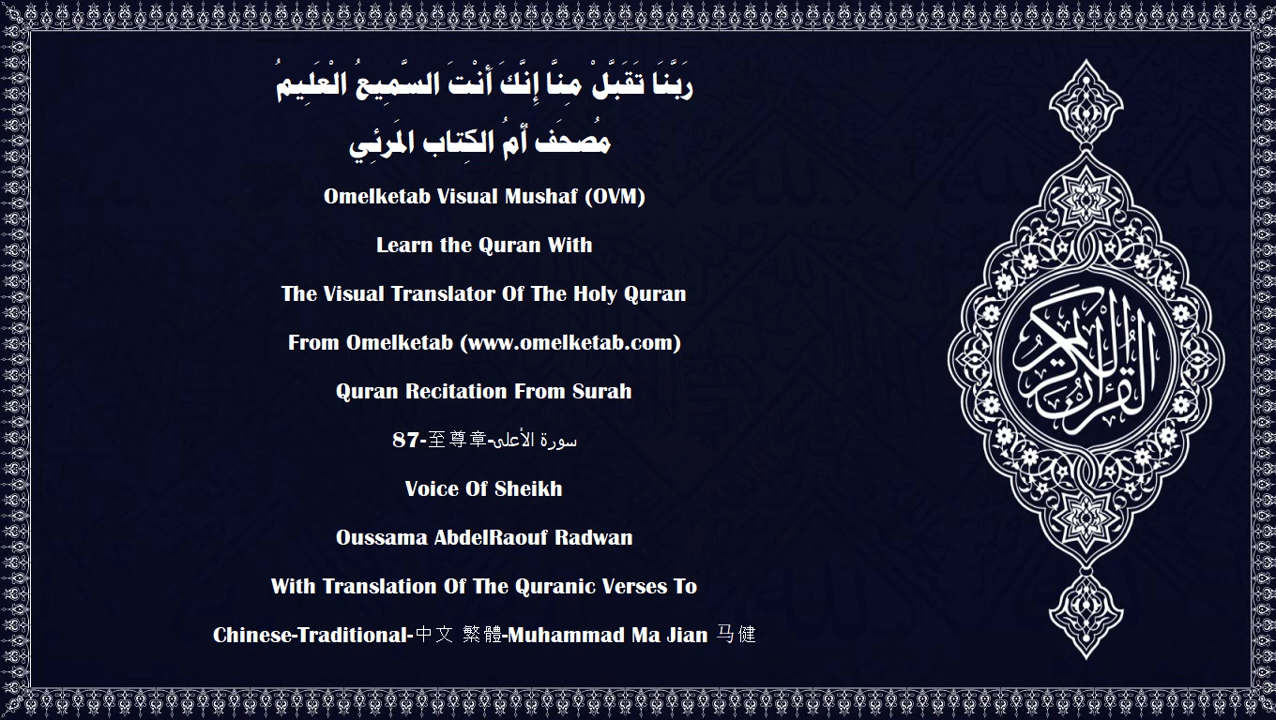 رَبَّنَا تَقَبَّلْ مِنَّا إِنَّكَ أَنْتَ السَّمِيعُ الْعَلِيمُ
مُصحَف أمُ الكِتاب المَرئِي
Omelketab Visual Mushaf (OVM)
Learn the Quran With
The Visual Translator Of The Holy Quran
From Omelketab (www.omelketab.com)
Quran Recitation From Surah
87-至尊章-سورة الأعلى
Voice Of Sheikh
Oussama AbdelRaouf Radwan
With Translation Of The Quranic Verses To
Chinese-Traditional-中文 繁體-Muhammad Ma Jian 马健
القرآن الكريم